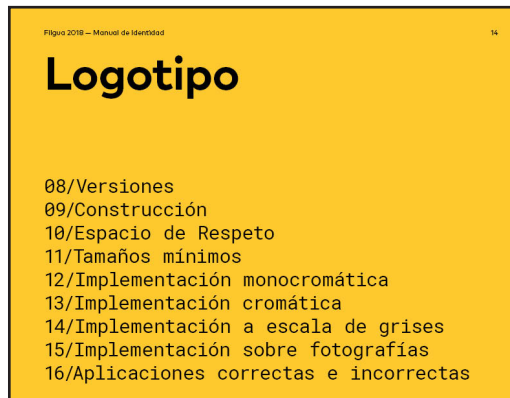 Filgua 2018 — Manual de Identidad
14
Logotipo
08/Versiones
09/Construcción
10/Espacio de Respeto
11/Tamaños mínimos
12/Implementación monocromática
13/Implementación cromática
14/Implementación a escala de grises
15/Implementación sobre fotografías
16/Aplicaciones correctas e incorrectas